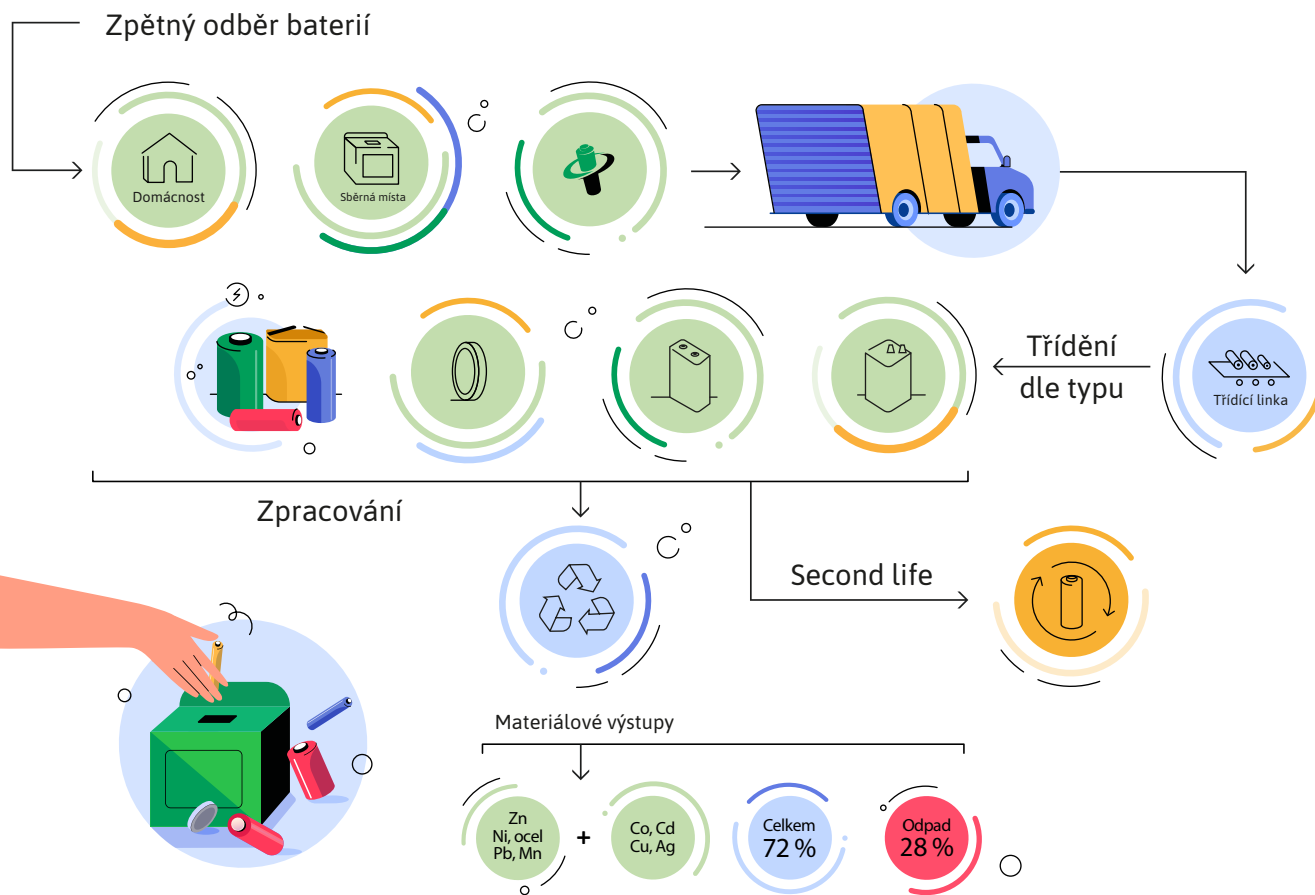 Zpětný odběr baterií
Domácnost
Sběrná místa
Třídění
dle typu
Třídící linka
Zpracování
Second life
Materiálové výstupy
Zn
Ni, ocel
Pb, Mn
+
Co, Cd
Cu, Ag
Celkem
72 %
Odpad
28 %